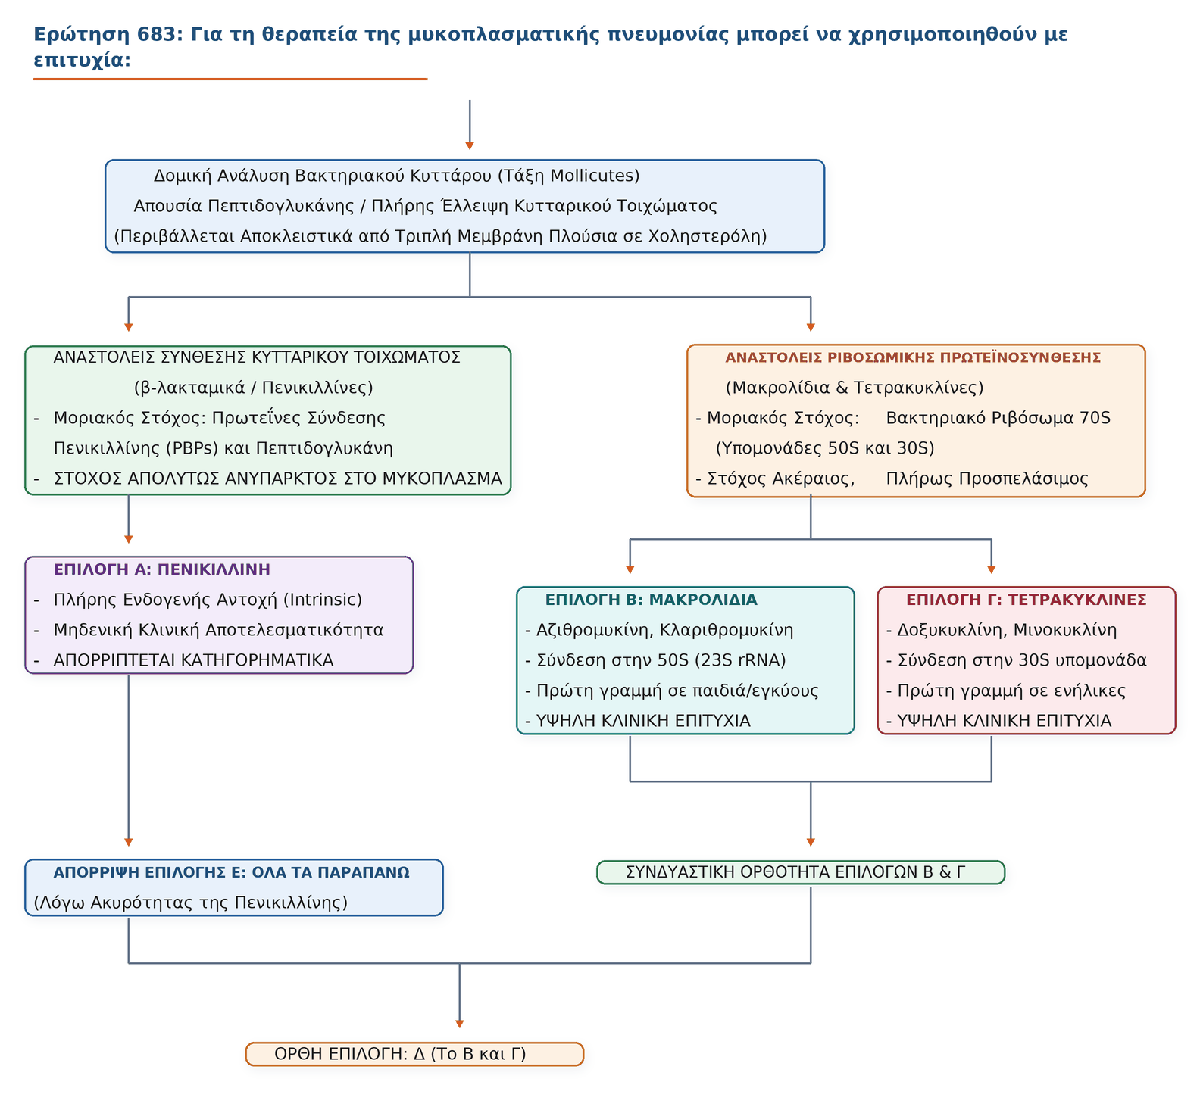 Ερώτηση 683: Για τη θεραπεία της μυκοπλασματικής πνευμονίας μπορεί να χρησιμοποιηθούν με
επιτυχία:
Δομική Ανάλυση Βακτηριακού Κυττάρου (Τάξη Mollicutes)
Απουσία Πεπτιδογλυκάνης / Πλήρης Έλλειψη Κυτταρικού Τοιχώματος
(Περιβάλλεται Αποκλειστικά από Τριπλή Μεμβράνη Πλούσια σε Χοληστερόλη)
ΑΝΑΣΤΟΛΕΙΣ ΣΥΝΘΕΣΗΣ ΚΥΤΤΑΡΙΚΟΥ ΤΟΙΧΩΜΑΤΟΣ
(β-λακταμικά / Πενικιλλίνες)
- Μοριακός Στόχος: Πρωτεΐνες Σύνδεσης
Πενικιλλίνης (PBPs) και Πεπτιδογλυκάνη
- ΣΤΟΧΟΣ ΑΠΟΛΥΤΩΣ ΑΝΥΠΑΡΚΤΟΣ ΣΤΟ ΜΥΚΟΠΛΑΣΜΑ
ΑΝΑΣΤΟΛΕΙΣ ΡΙΒΟΣΩΜΙΚΗΣ ΠΡΩΤΕΪΝΟΣΥΝΘΕΣΗΣ
(Μακρολίδια & Τετρακυκλίνες)
- Μοριακός Στόχος: Βακτηριακό Ριβόσωμα 70S
(Υπομονάδες 50S και 30S)
- Στόχος Ακέραιος, Πλήρως Προσπελάσιμος
ΕΠΙΛΟΓΗ Α: ΠΕΝΙΚΙΛΛΙΝΗ
- Πλήρης Ενδογενής Αντοχή (Intrinsic)
- Μηδενική Κλινική Αποτελεσματικότητα
- ΑΠΟΡΡΙΠΤΕΤΑΙ ΚΑΤΗΓΟΡΗΜΑΤΙΚΑ
ΕΠΙΛΟΓΗ Β: ΜΑΚΡΟΛΙΔΙΑ
- Αζιθρομυκίνη, Κλαριθρομυκίνη
- Σύνδεση στην 50S (23S rRNA)
- Πρώτη γραμμή σε παιδιά/εγκύους
- ΥΨΗΛΗ ΚΛΙΝΙΚΗ ΕΠΙΤΥΧΙΑ
ΕΠΙΛΟΓΗ Γ: ΤΕΤΡΑΚΥΚΛΙΝΕΣ
- Δοξυκυκλίνη, Μινοκυκλίνη
- Σύνδεση στην 30S υπομονάδα
- Πρώτη γραμμή σε ενήλικες
- ΥΨΗΛΗ ΚΛΙΝΙΚΗ ΕΠΙΤΥΧΙΑ
ΑΠΟΡΡΙΨΗ ΕΠΙΛΟΓΗΣ Ε: ΟΛΑ ΤΑ ΠΑΡΑΠΑΝΩ
(Λόγω Ακυρότητας της Πενικιλλίνης)
ΣΥΝΔΥΑΣΤΙΚΗ ΟΡΘΟΤΗΤΑ ΕΠΙΛΟΓΩΝ Β & Γ
ΟΡΘΗ ΕΠΙΛΟΓΗ: Δ (Το Β και Γ)